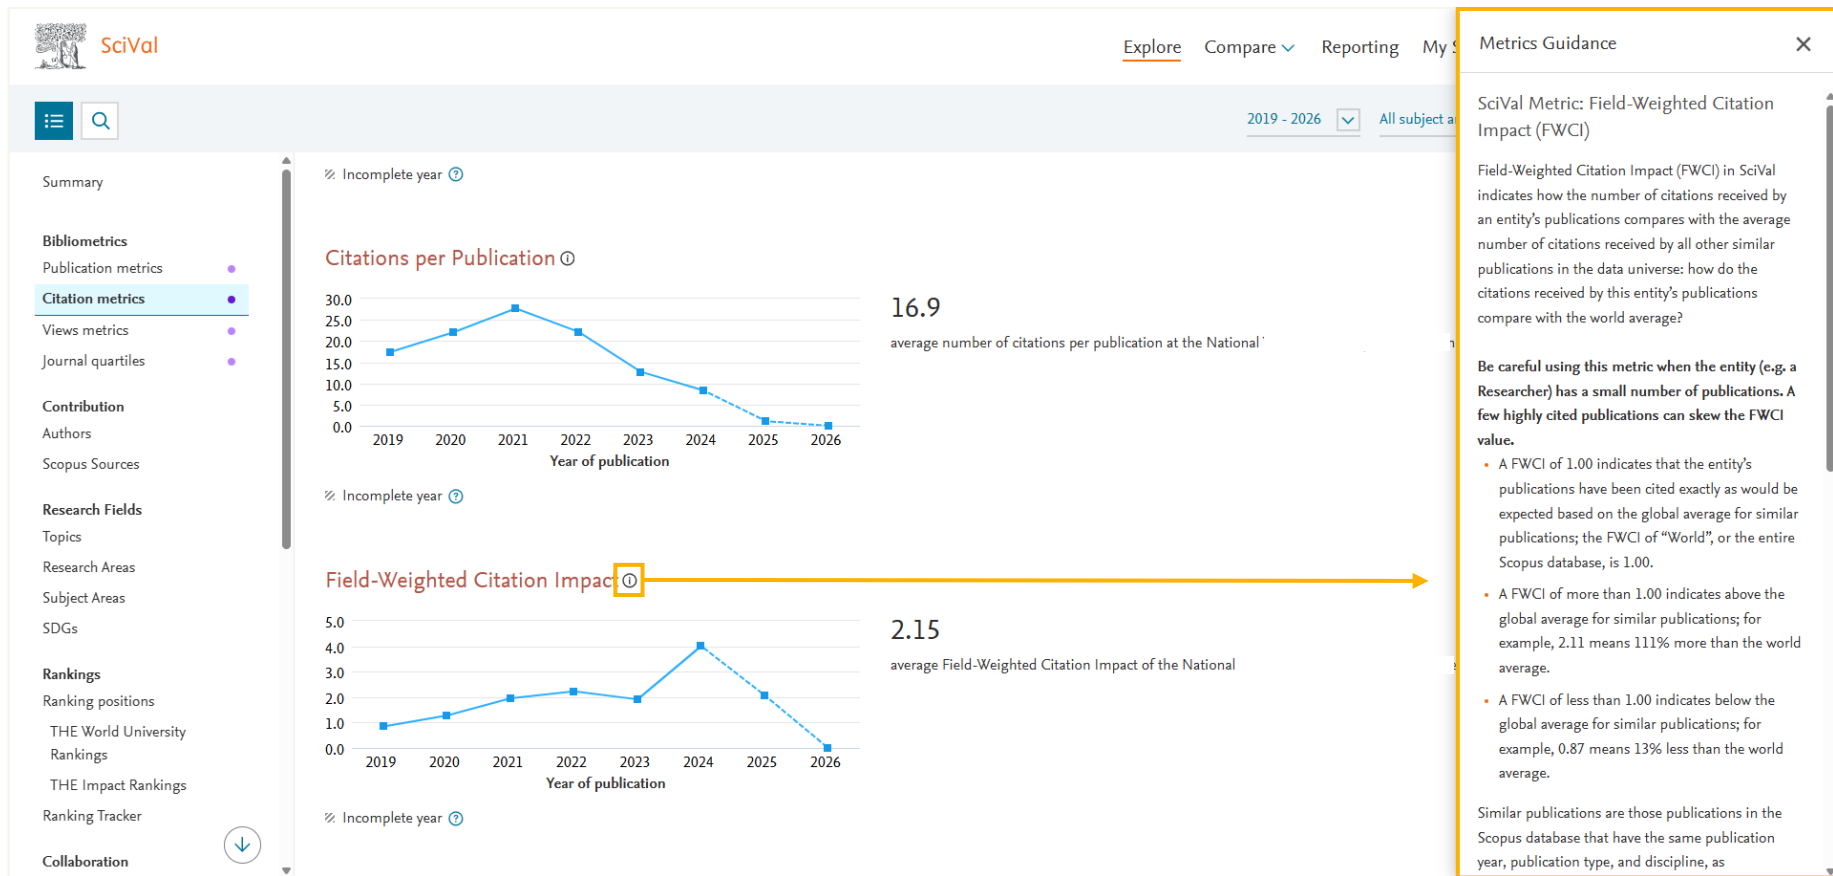 SciVal
Explore
Compare
Reporting
My S
2019 - 2026
All subject a
Summary
Bibliometrics
Publication metrics
Citation metrics
Views metrics
Journal quartiles
Contribution
Authors
Scopus Sources
Research Fields
Topics
Research Areas
Subject Areas
SDGs
Rankings
Ranking positions
THE World University
Rankings
THE Impact Rankings
Ranking Tracker
Collaboration
Incomplete year ?
Citations per Publication
30.0
25.0
20.0
15.0
10.0
5.0
0.0
2019 2020 2021 2022 2023 2024 2025 2026
Year of publication
16.9
average number of citations per publication at the National
Incomplete year ?
Field-Weighted Citation Impact
5.0
4.0
3.0
2.0
1.0
0.0
2019 2020 2021 2022 2023 2024 2025 2026
Year of publication
2.15
average Field-Weighted Citation Impact of the National
Incomplete year ?
Metrics Guidance
SciVal Metric: Field-Weighted Citation
Impact (FWCI)
Field-Weighted Citation Impact (FWCI) in SciVal
indicates how the number of citations received by
an entity's publications compares with the average
number of citations received by all other similar
publications in the data universe: how do the
citations received by this entity's publications
compare with the world average?
Be careful using this metric when the entity (e.g. a
Researcher) has a small number of publications. A
few highly cited publications can skew the FWCI
value.
• A FWCI of 1.00 indicates that the entity's
publications have been cited exactly as would be
expected based on the global average for similar
publications; the FWCI of “World”, or the entire
Scopus database, is 1.00.
• A FWCI of more than 1.00 indicates above the
global average for similar publications; for
example, 2.11 means 111% more than the world
average.
• A FWCI of less than 1.00 indicates below the
global average for similar publications; for
example, 0.87 means 13% less than the world
average.
Similar publications are those publications in the
Scopus database that have the same publication
year, publication type, and discipline, as